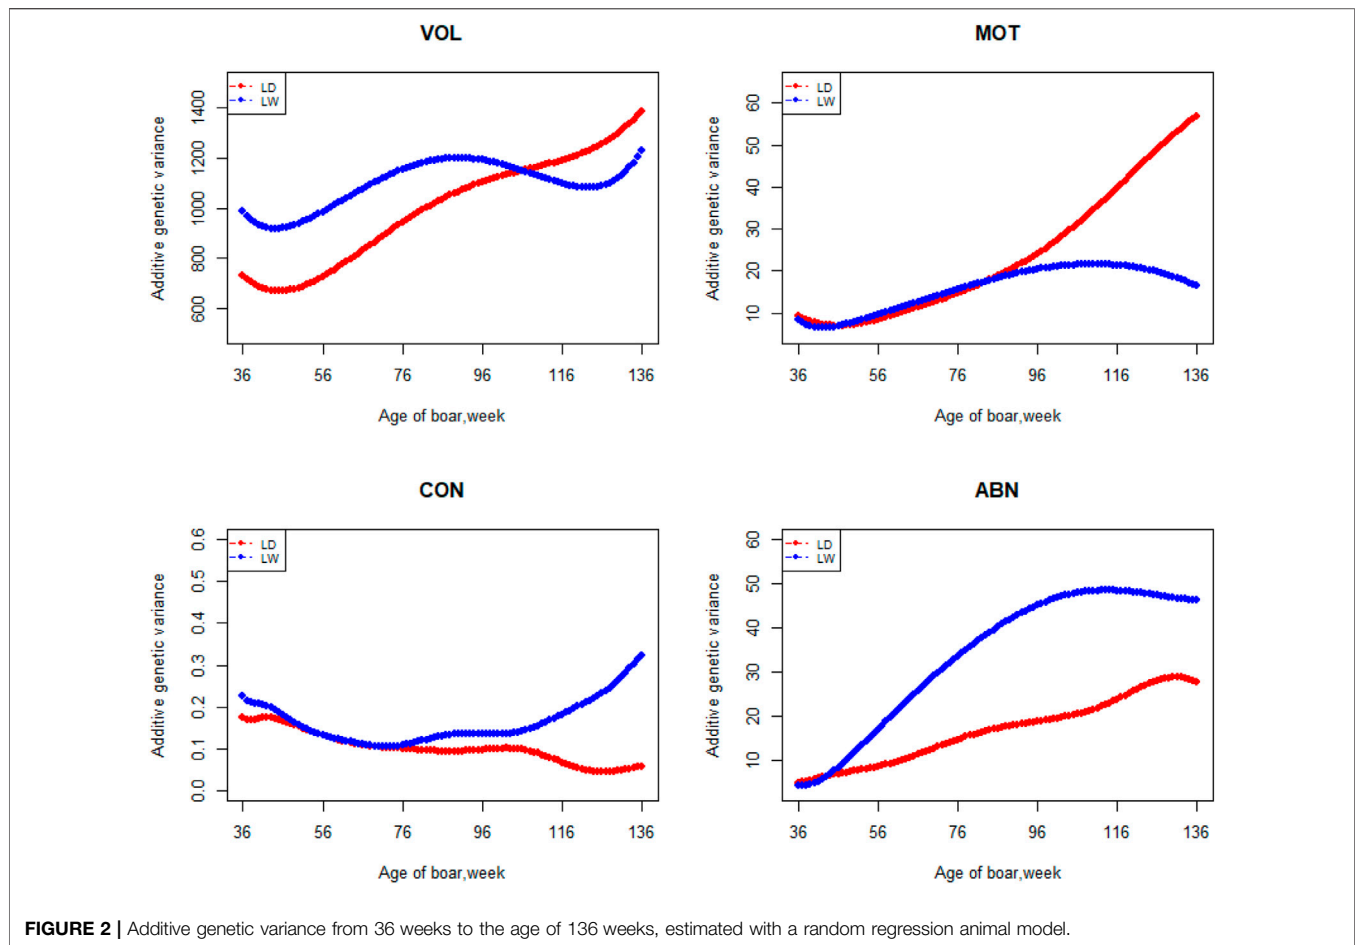 VOL
LD
LW
Additive genetic variance
1400
1200
1000
800
600
36 56 76 96 116 136
Age of boar,week
MOT
LD
LW
Additive genetic variance
60
50
40
30
20
10
36 56 76 96 116 136
Age of boar,week
CON
LD
LW
Additive genetic variance
0.6
0.5
0.4
0.3
0.2
0.1
0.0
36 56 76 96 116 136
Age of boar,week
ABN
LD
LW
Additive genetic variance
60
50
40
30
20
10
36 56 76 96 116 136
Age of boar,week
FIGURE 2 | Additive genetic variance from 36 weeks to the age of 136 weeks, estimated with a random regression animal model.